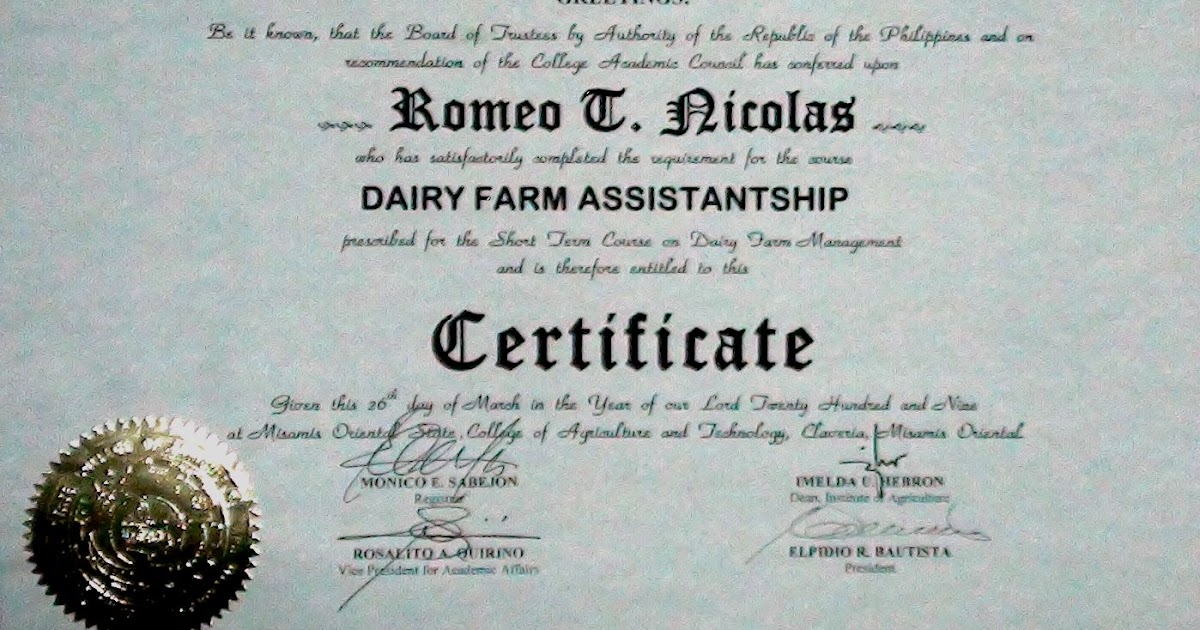 GREETINGS:
Be it known, that the Board of Trustees by Authority of the Republic of the Philippines and on
recommendation of the College Academic Council has conferred upon
Romeo T. Nicolas
who has satisfactorily completed the requirement for the course
DAIRY FARM ASSISTANTSHIP
prescribed for the Short Term Course on Dairy Farm Management
and is therefore entitled to this
Certificate
Given this 26th day of March in the Year of our Lord Twenty Hundred and Nine
at Misamis Oriental State College of Agriculture and Technology, Claveria, Misamis Oriental
MONICO E. SABEJON
Registrar
IMELDA U. HEBRON
Dean, Institute of Agriculture
ROSALITO A. QUIRINO
Vice President for Academic Affairs
ELPIDIO R. BAUTISTA
President